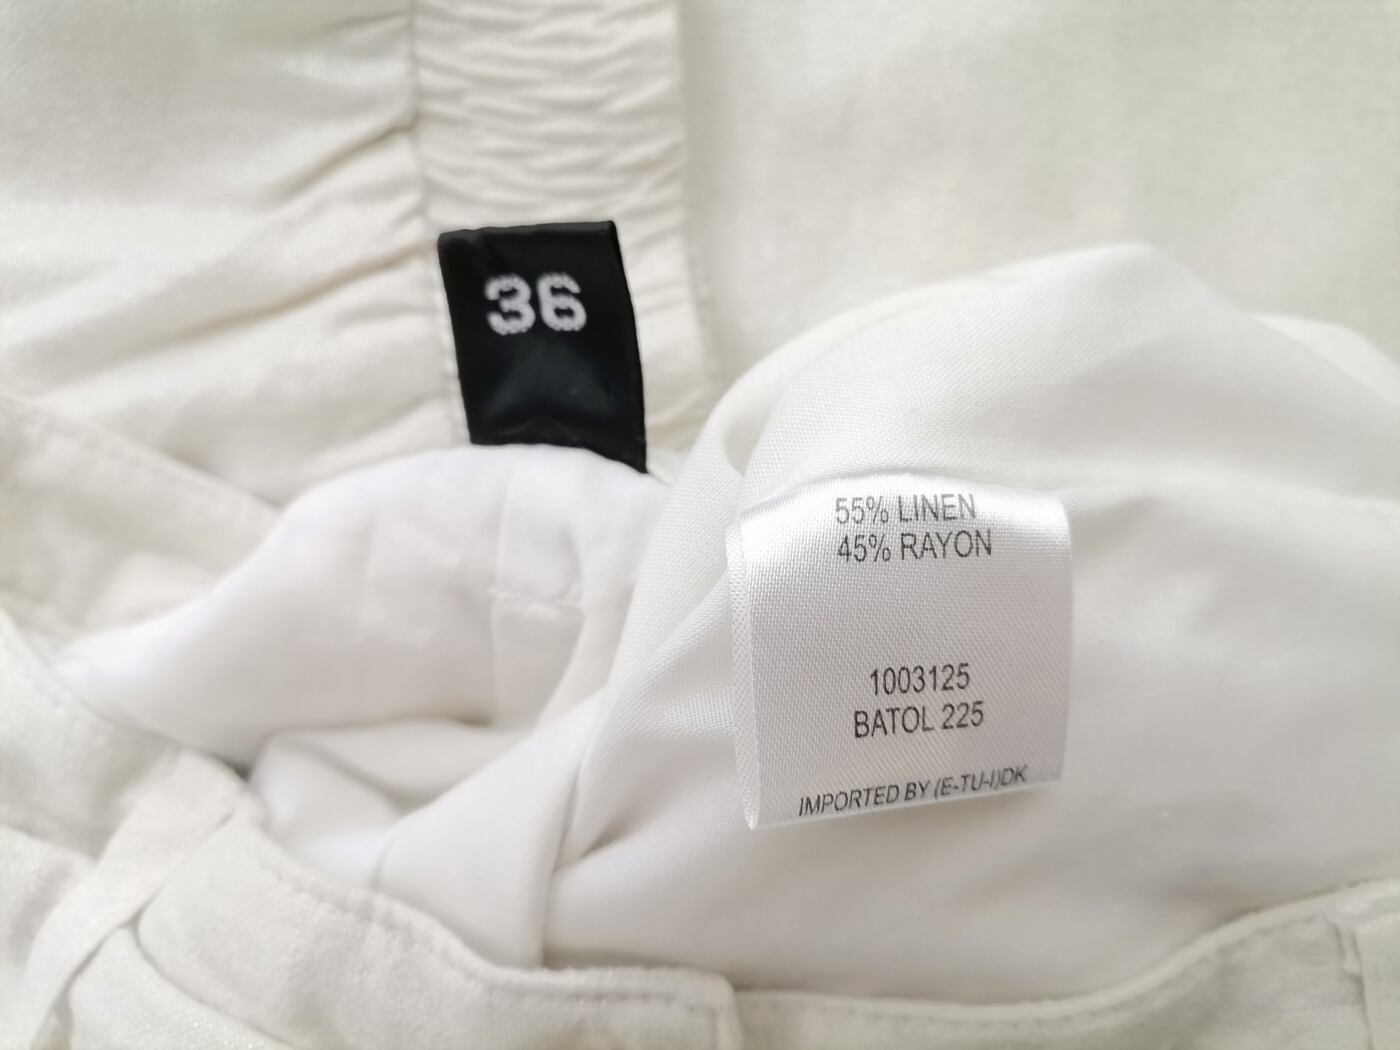 36
55% LINEN
45% RAYON
1003125
BATOL 225
IMPORTED BY (E-TU-I)DK